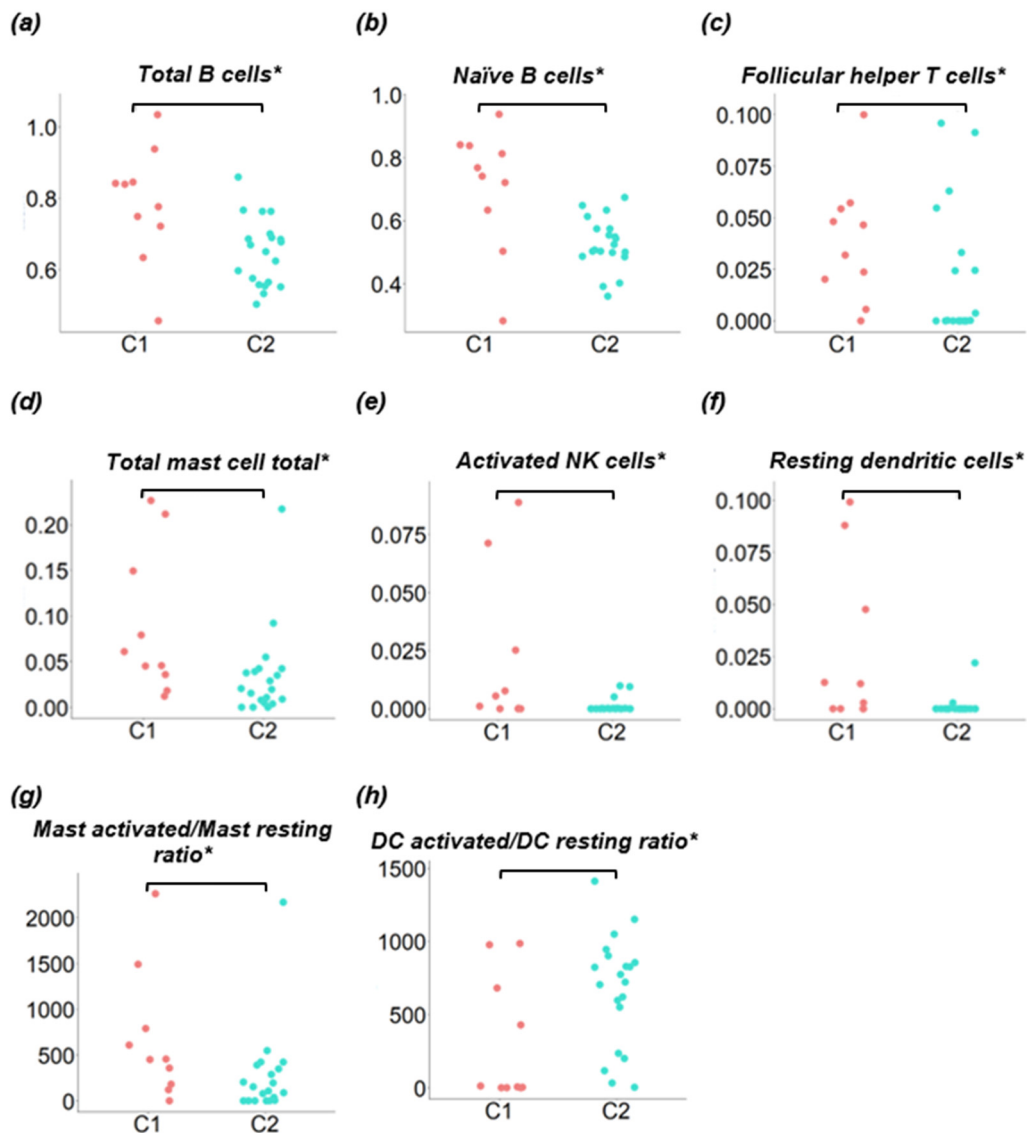 (a)
(b)
(c)
Total B cells*
Naïve B cells*
Follicular helper T cells*
1.0
0.8
0.6
C1
C2
1.0
0.8
0.6
0.4
C1
C2
0.100
0.075
0.050
0.025
0.000
C1
C2
(d)
(e)
(f)
Total mast cell total*
Activated NK cells*
Resting dendritic cells*
0.20
0.15
0.10
0.05
0.00
C1
C2
0.075
0.050
0.025
0.000
C1
C2
0.100
0.075
0.050
0.025
0.000
C1
C2
(g)
(h)
Mast activated/Mast resting
ratio*
DC activated/DC resting ratio*
2000
1500
1000
500
0
C1
C2
1500
1000
500
0
C1
C2